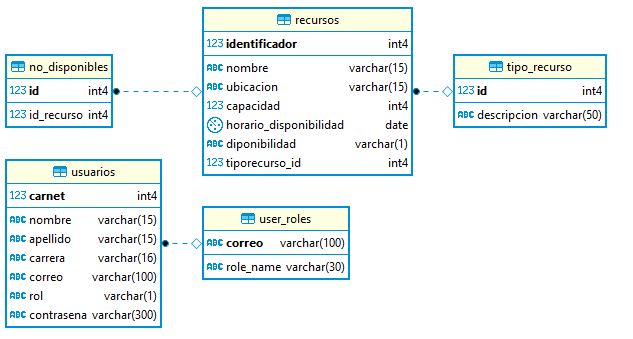 no_disponibles
123 id int4
123 id_recurso int4
recursos
123 identificador int4
ABC nombre varchar(15)
ABC ubicacion varchar(15)
123 capacidad int4
horario_disponibilidad date
ABC diponibilidad varchar(1)
123 tiporecurso_id int4
tipo_recurso
123 id int4
ABC descripcion varchar(50)
usuarios
123 carnet int4
ABC nombre varchar(15)
ABC apellido varchar(15)
ABC carrera varchar(16)
ABC correo varchar(100)
ABC rol varchar(1)
ABC contrasena varchar(300)
user_roles
ABC correo varchar(100)
ABC role_name varchar(30)